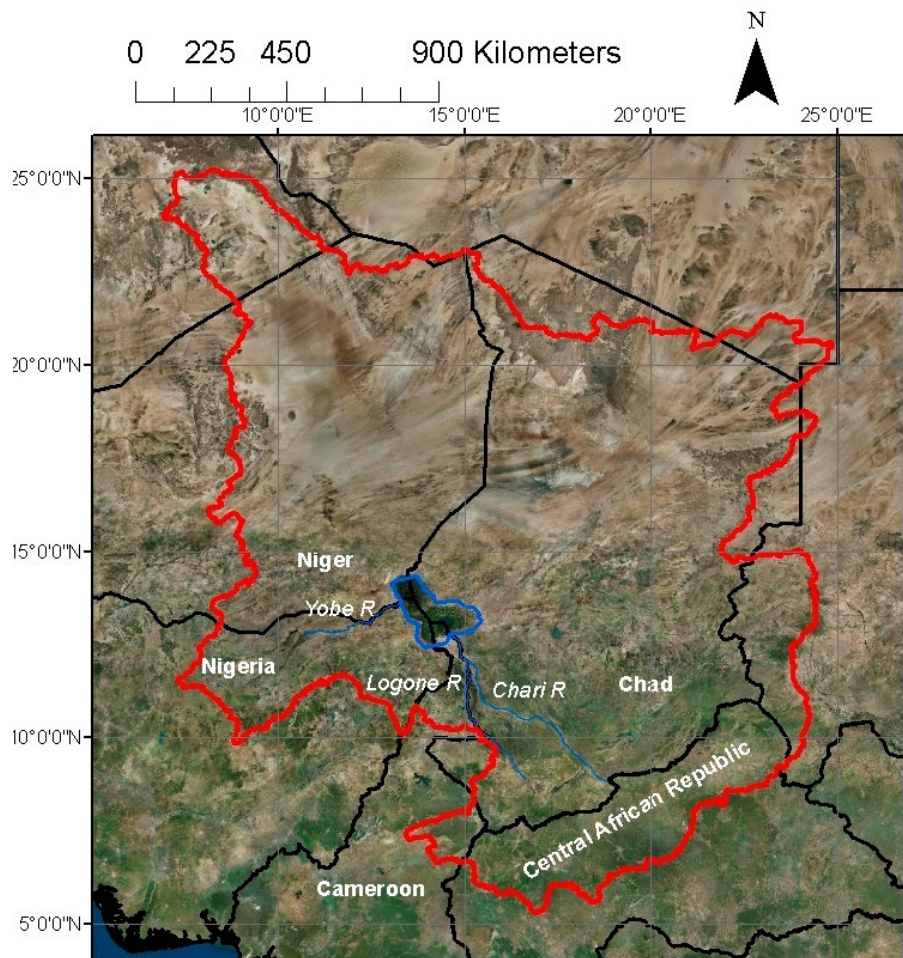 N
0 225 450 900 Kilometers
10°0'0"E 15°0'0"E 20°0'0"E 25°0'0"E
25°0'0"N
20°0'0"N
15°0'0"N
Niger
Yobe R
Nigeria
Logone R
Chari R
Chad
10°0'0"N
Central African Republic
Cameroon
5°0'0"N